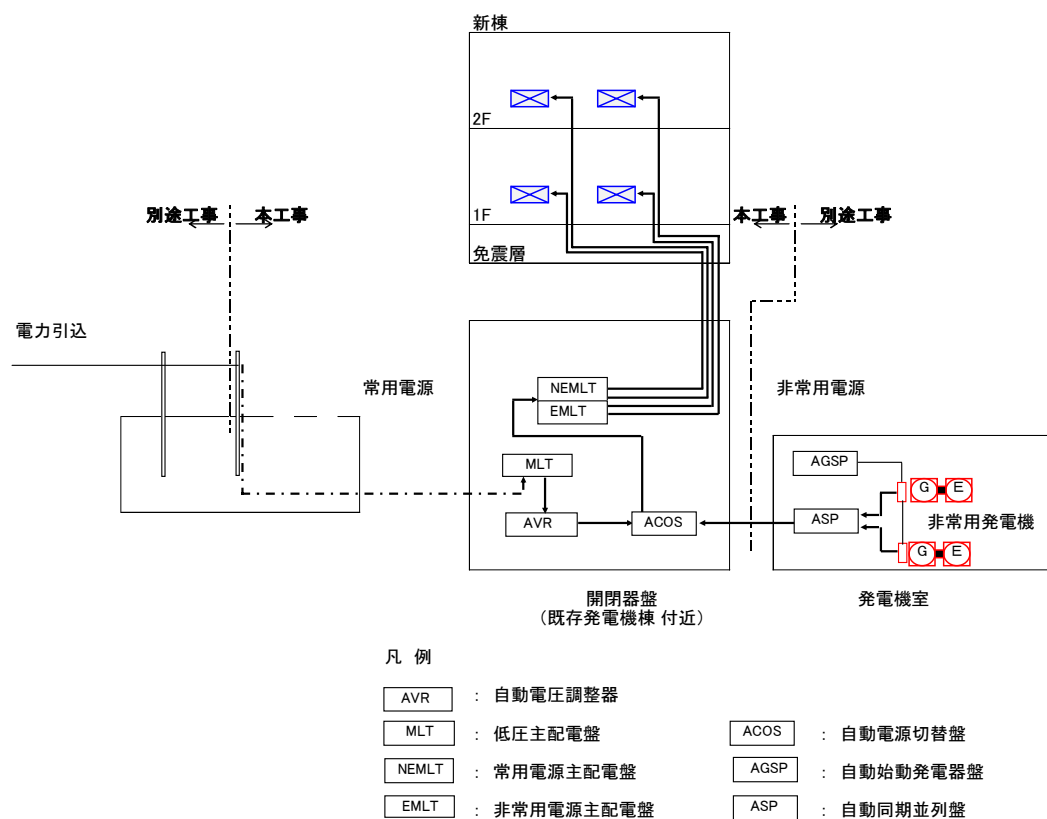 新棟
2F
1F
免震層
別途工事 本工事
本工事 別途工事
電力引込
常用電源
非常用電源
NEMLT
EMLT
MLT
AVR
ACOS
AGSP
ASP
G E
非常用発電機
G E
開閉器盤
(既存発電機棟 付近)
発電機室
凡 例
AVR : 自動電圧調整器
MLT : 低圧主配電盤
ACOS : 自動電源切替盤
NEMLT : 常用電源主配電盤
AGSP : 自動始動発電器盤
EMLT : 非常用電源主配電盤
ASP : 自動同期並列盤